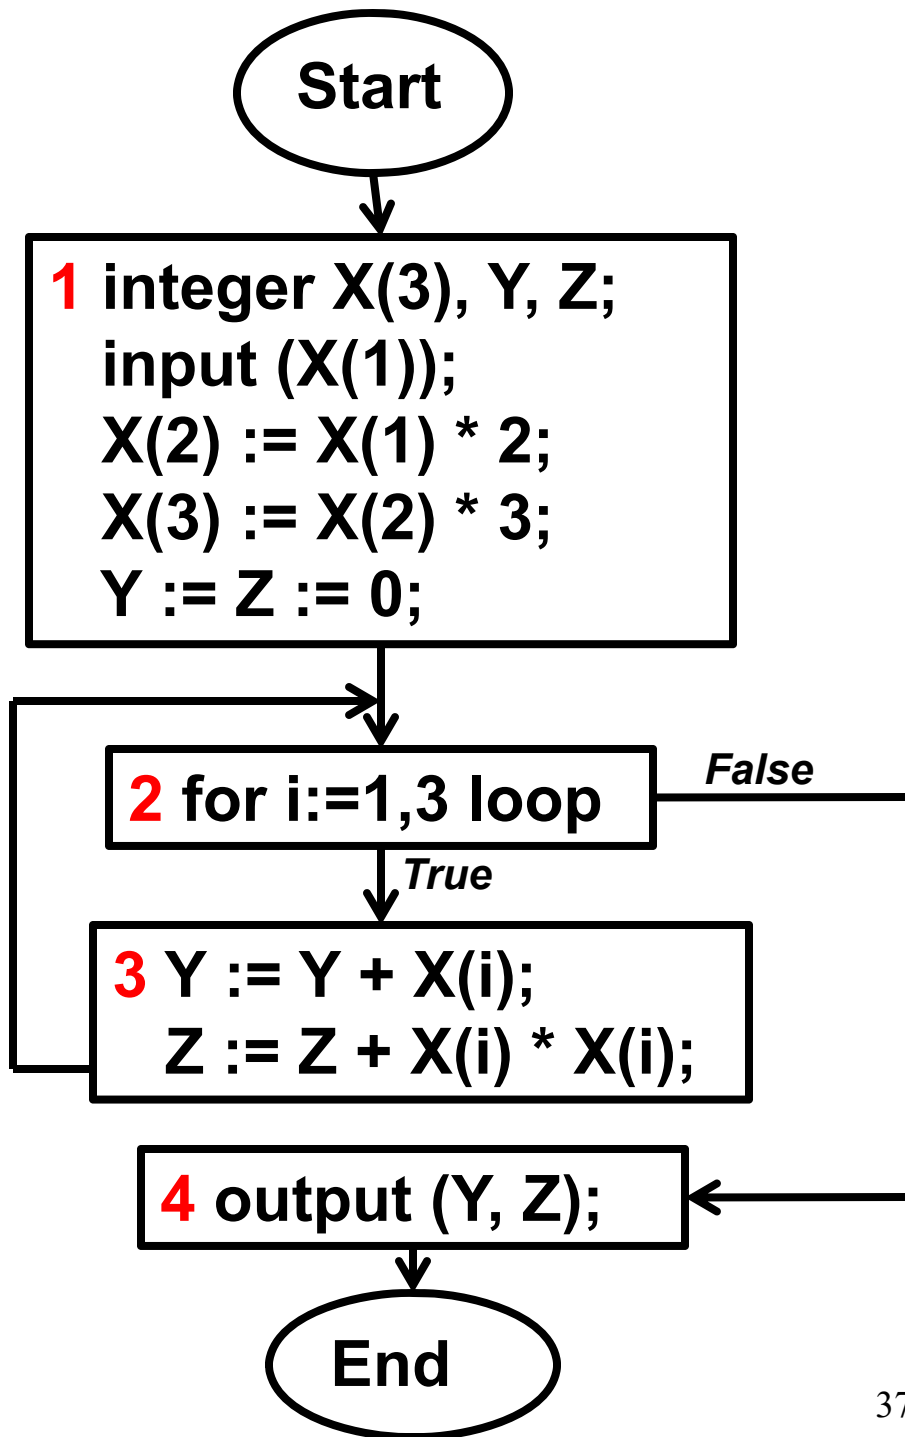 Start
1 integer X(3), Y, Z;
input (X(1));
X(2) := X(1) * 2;
X(3) := X(2) * 3;
Y := Z := 0;
2 for i:=1,3 loop
False
True
3 Y := Y + X(i);
Z := Z + X(i) * X(i);
4 output (Y, Z);
End
37